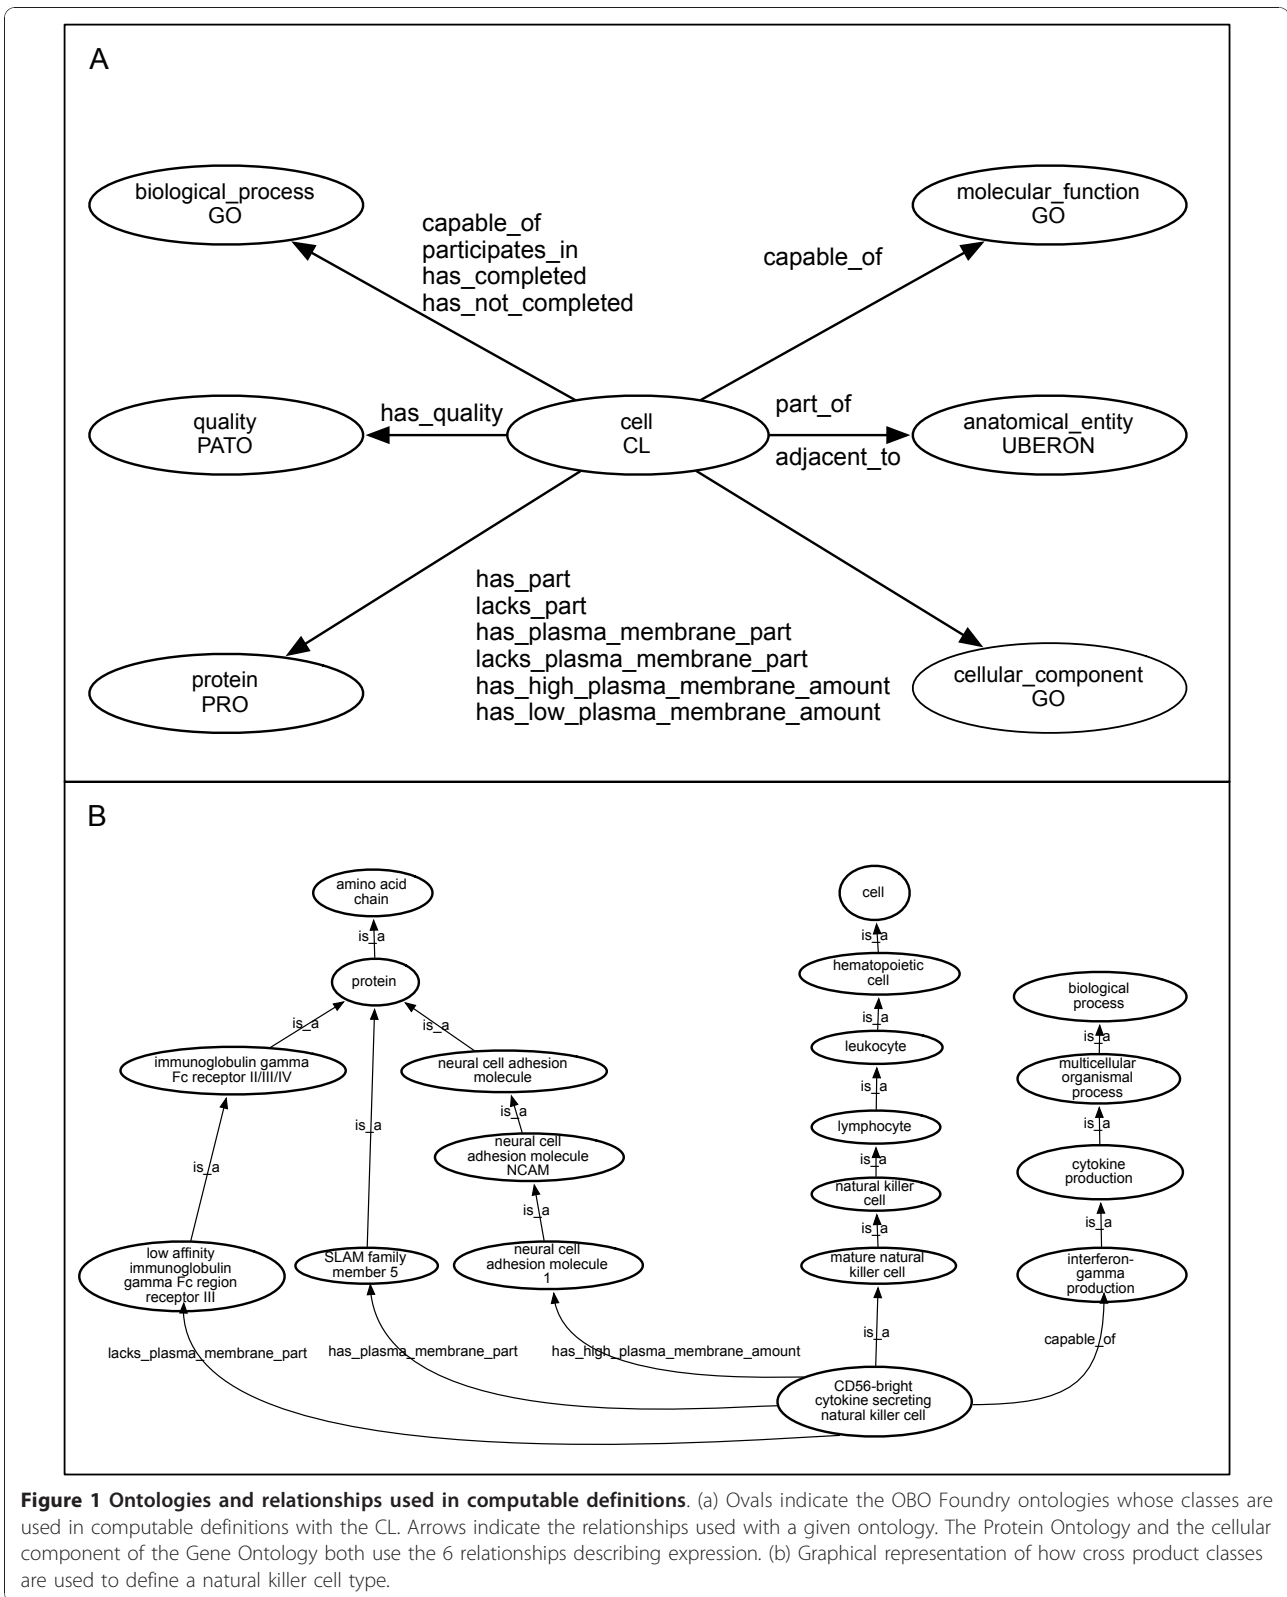 A
biological_process
GO
molecular_function
GO
capable_of
participates_in
has_completed
has_not_completed
capable_of
quality
PATO
has_quality
cell
CL
part_of
adjacent_to
anatomical_entity
UBERON
has_part
lacks_part
has_plasma_membrane_part
lacks_plasma_membrane_part
has_high_plasma_membrane_amount
has_low_plasma_membrane_amount
protein
PRO
cellular_component
GO
B
amino acid
chain
is_a
protein
is_a
is_a
immunoglobulin gamma
Fc receptor II/III/IV
neural cell adhesion
molecule
is_a
is_a
neural cell
adhesion molecule
NCAM
is_a
is_a
low affinity
immunoglobulin
gamma Fc region
receptor III
SLAM family
member 5
neural cell
adhesion molecule
1
cell
is_a
hematopoietic
cell
is_a
leukocyte
is_a
lymphocyte
is_a
natural killer
cell
is_a
mature natural
killer cell
is_a
biological
process
is_a
multicellular
organismal
process
is_a
cytokine
production
is_a
interferon-
gamma
production
capable_of
lacks_plasma_membrane_part
has_plasma_membrane_part
has_high_plasma_membrane_amount
CD56-bright
cytokine secreting
natural killer cell
Figure 1 Ontologies and relationships used in computable definitions. (a) Ovals indicate the OBO Foundry ontologies whose classes are
used in computable definitions with the CL. Arrows indicate the relationships used with a given ontology. The Protein Ontology and the cellular
component of the Gene Ontology both use the 6 relationships describing expression. (b) Graphical representation of how cross product classes
are used to define a natural killer cell type.